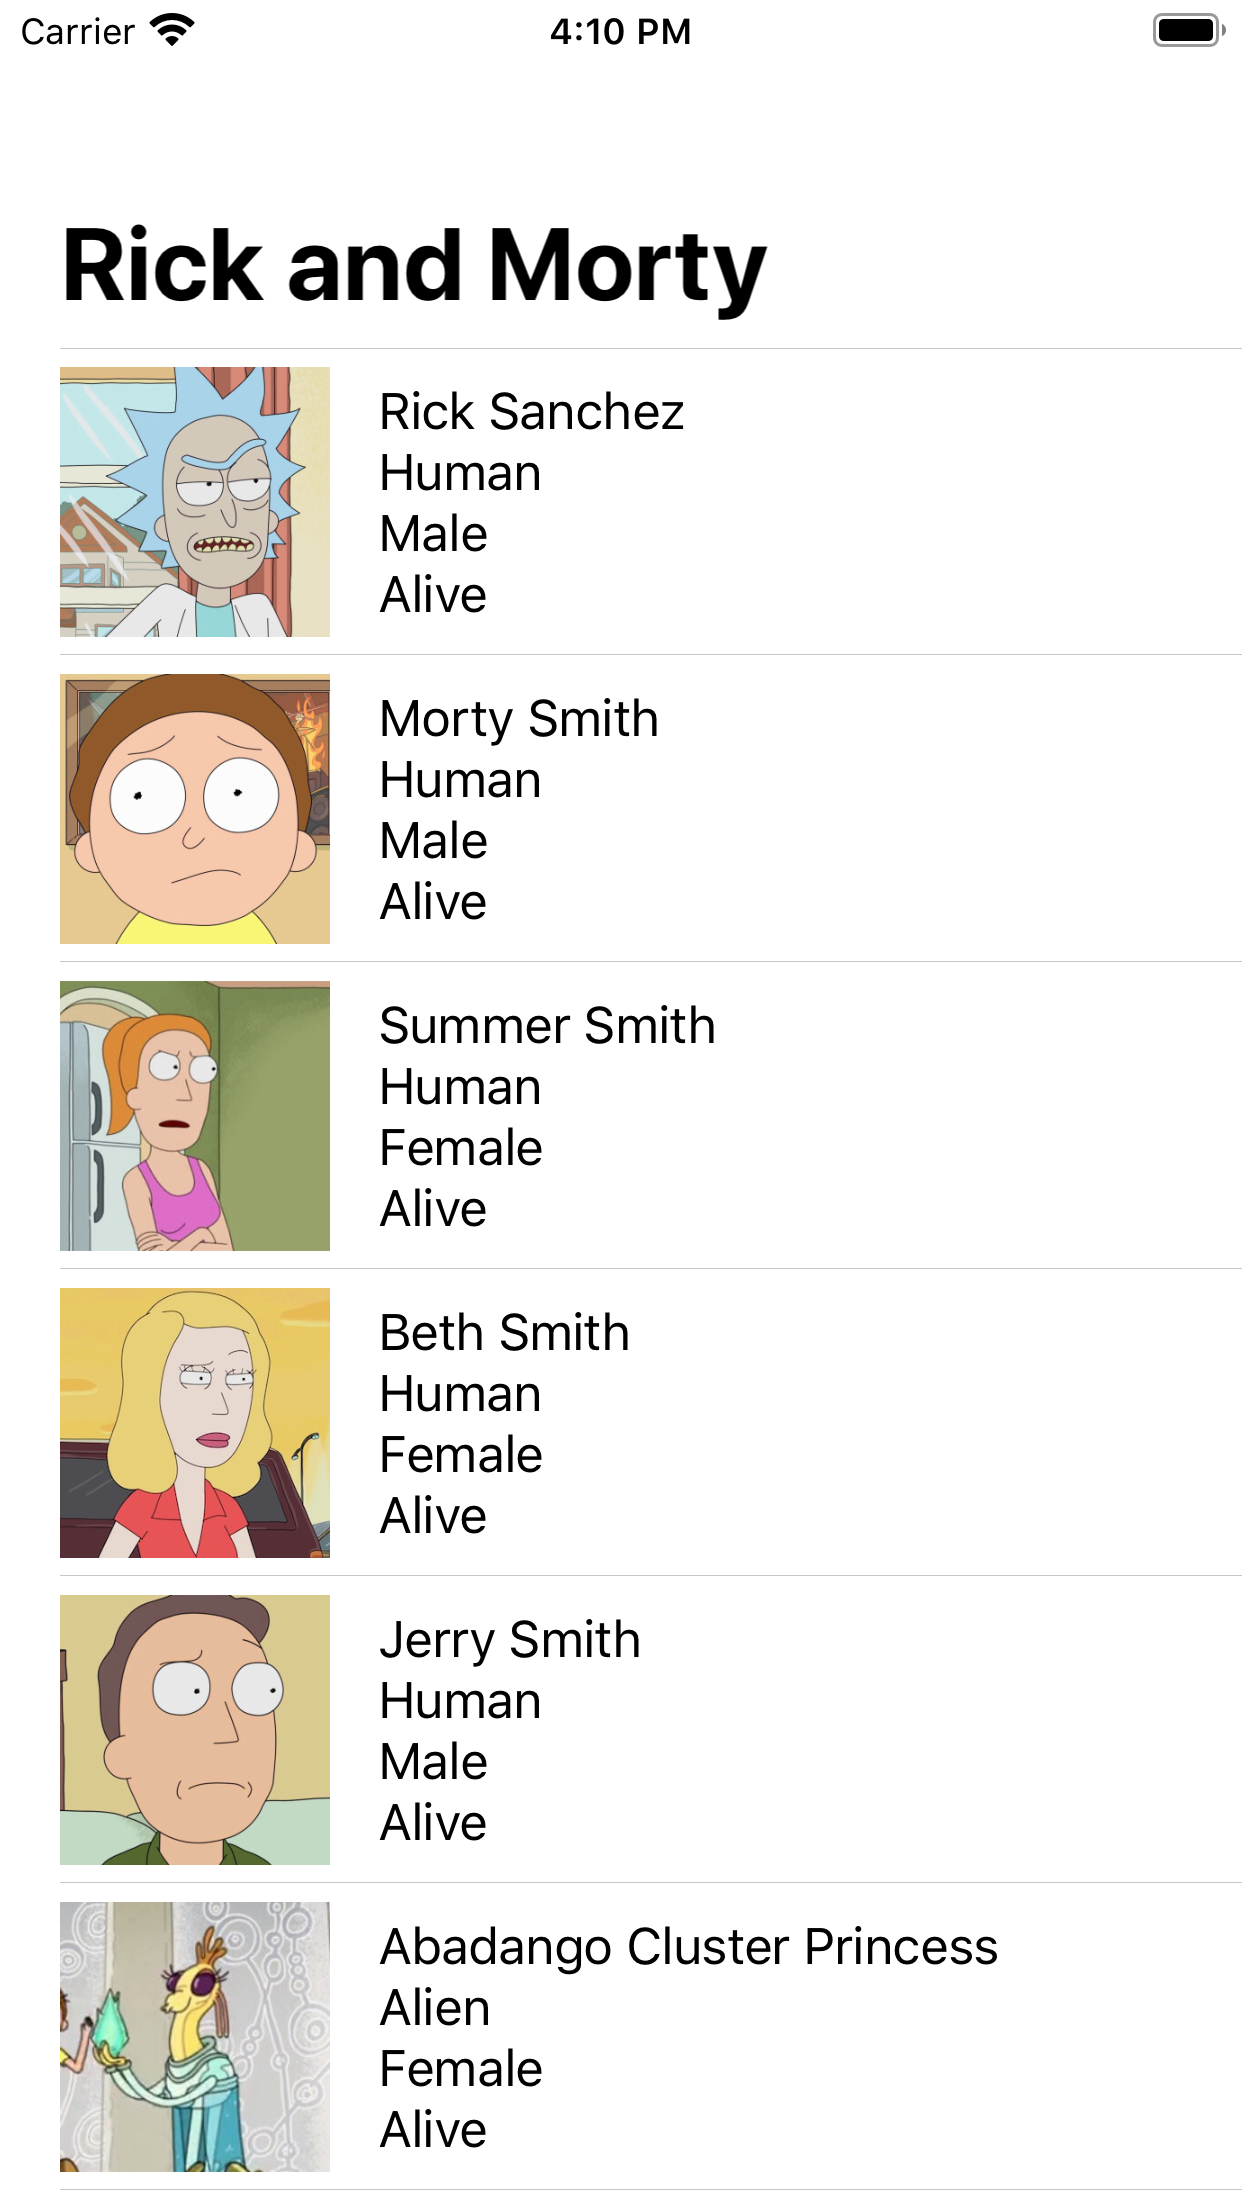 Carrier 4:10 PM
Rick and Morty
Rick Sanchez
Human
Male
Alive
Morty Smith
Human
Male
Alive
Summer Smith
Human
Female
Alive
Beth Smith
Human
Female
Alive
Jerry Smith
Human
Male
Alive
Abadango Cluster Princess
Alien
Female
Alive